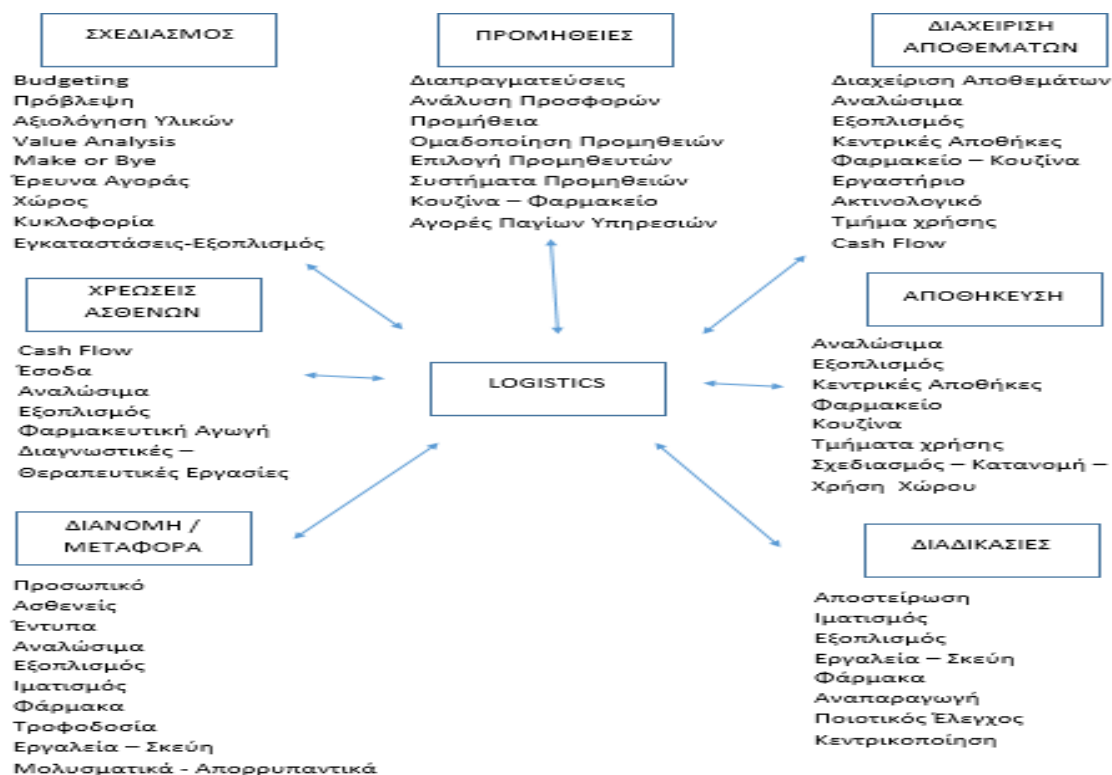 ΣΧΕΔΙΑΣΜΟΣ
Budgeting
Πρόβλεψη
Αξιολόγηση Υλικών
Value Analysis
Make or Bye
Έρευνα Αγοράς
Χώρος
Κυκλοφορία
Εγκαταστάσεις-Εξοπλισμός
ΠΡΟΜΗΘΕΙΕΣ
Διαπραγματεύσεις
Ανάλυση Προσφορών
Προμήθεια
Ομαδοποίηση Προμηθειών
Επιλογή Προμηθευτών
Συστήματα Προμηθειών
Κουζίνα – Φαρμακείο
Αγορές Παγίων Υπηρεσιών
ΔΙΑΧΕΙΡΙΣΗ
ΑΠΟΘΕΜΑΤΩΝ
Διαχείριση Αποθεμάτων
Αναλώσιμα
Εξοπλισμός
Κεντρικές Αποθήκες
Φαρμακείο – Κουζίνα
Εργαστήριο
Ακτινολογικό
Τμήμα χρήσης
Cash Flow
ΧΡΕΩΣΕΙΣ
ΑΣΘΕΝΩΝ
Cash Flow
Έσοδα
Αναλώσιμα
Εξοπλισμός
Φαρμακευτική Αγωγή
Διαγνωστικές –
Θεραπευτικές Εργασίες
LOGISTICS
ΑΠΟΘΗΚΕΥΣΗ
Αναλώσιμα
Εξοπλισμός
Κεντρικές Αποθήκες
Φαρμακείο
Κουζίνα
Τμήματα χρήσης
Σχεδιασμός – Κατανομή –
Χρήση Χώρου
ΔΙΑΝΟΜΗ /
ΜΕΤΑΦΟΡΑ
Προσωπικό
Ασθενείς
Έντυπα
Αναλώσιμα
Εξοπλισμός
Ιματισμός
Φάρμακα
Τροφοδοσία
Εργαλεία – Σκεύη
Μολυσματικά - Απορρυπαντικά
ΔΙΑΔΙΚΑΣΙΕΣ
Αποστείρωση
Ιματισμός
Εξοπλισμός
Εργαλεία – Σκεύη
Φάρμακα
Αναπαραγωγή
Ποιοτικός Έλεγχος
Κεντρικοποίηση